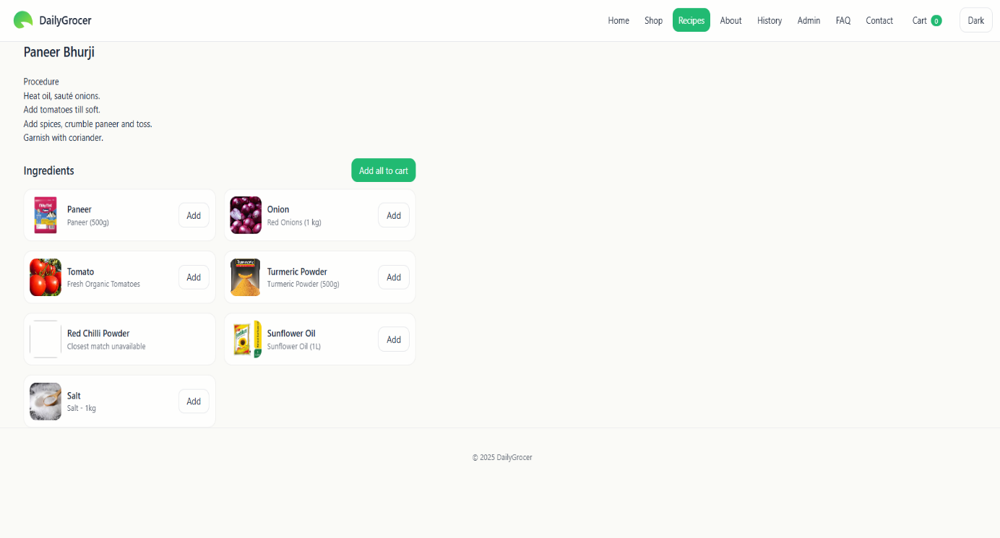 DailyGrocer
Home Shop Recipes About History Admin FAQ Contact Cart 0 Dark
Paneer Bhurji
Procedure
Heat oil, sauté onions.
Add tomatoes till soft.
Add spices, crumble paneer and toss.
Garnish with coriander.
Ingredients
Add all to cart
Paneer
Paneer (500g)
Add
Onion
Red Onions (1 kg)
Add
Tomato
Fresh Organic Tomatoes
Add
Turmeric
Turmeric Powder
Turmeric Powder (500g)
Add
Red Chilli Powder
Closest match unavailable
Sunflower Oil
Sunflower Oil (1L)
Add
Salt
Salt - 1kg
Add
© 2025 DailyGrocer